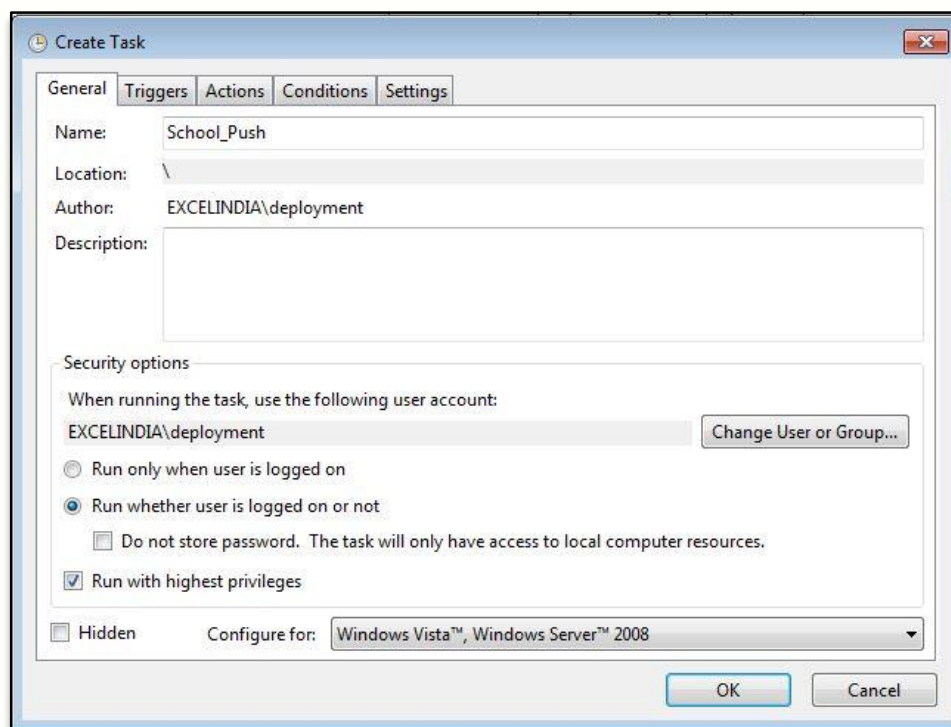 Create Task
General Triggers Actions Conditions Settings
Name: School_Push
Location: \
Author: EXCELINDIA\deployment
Description:
Security options
When running the task, use the following user account:
EXCELINDIA\deployment Change User or Group...
Run only when user is logged on
Run whether user is logged on or not
Do not store password. The task will only have access to local computer resources.
Run with highest privileges
Hidden Configure for: Windows Vista™, Windows Server™ 2008
OK Cancel